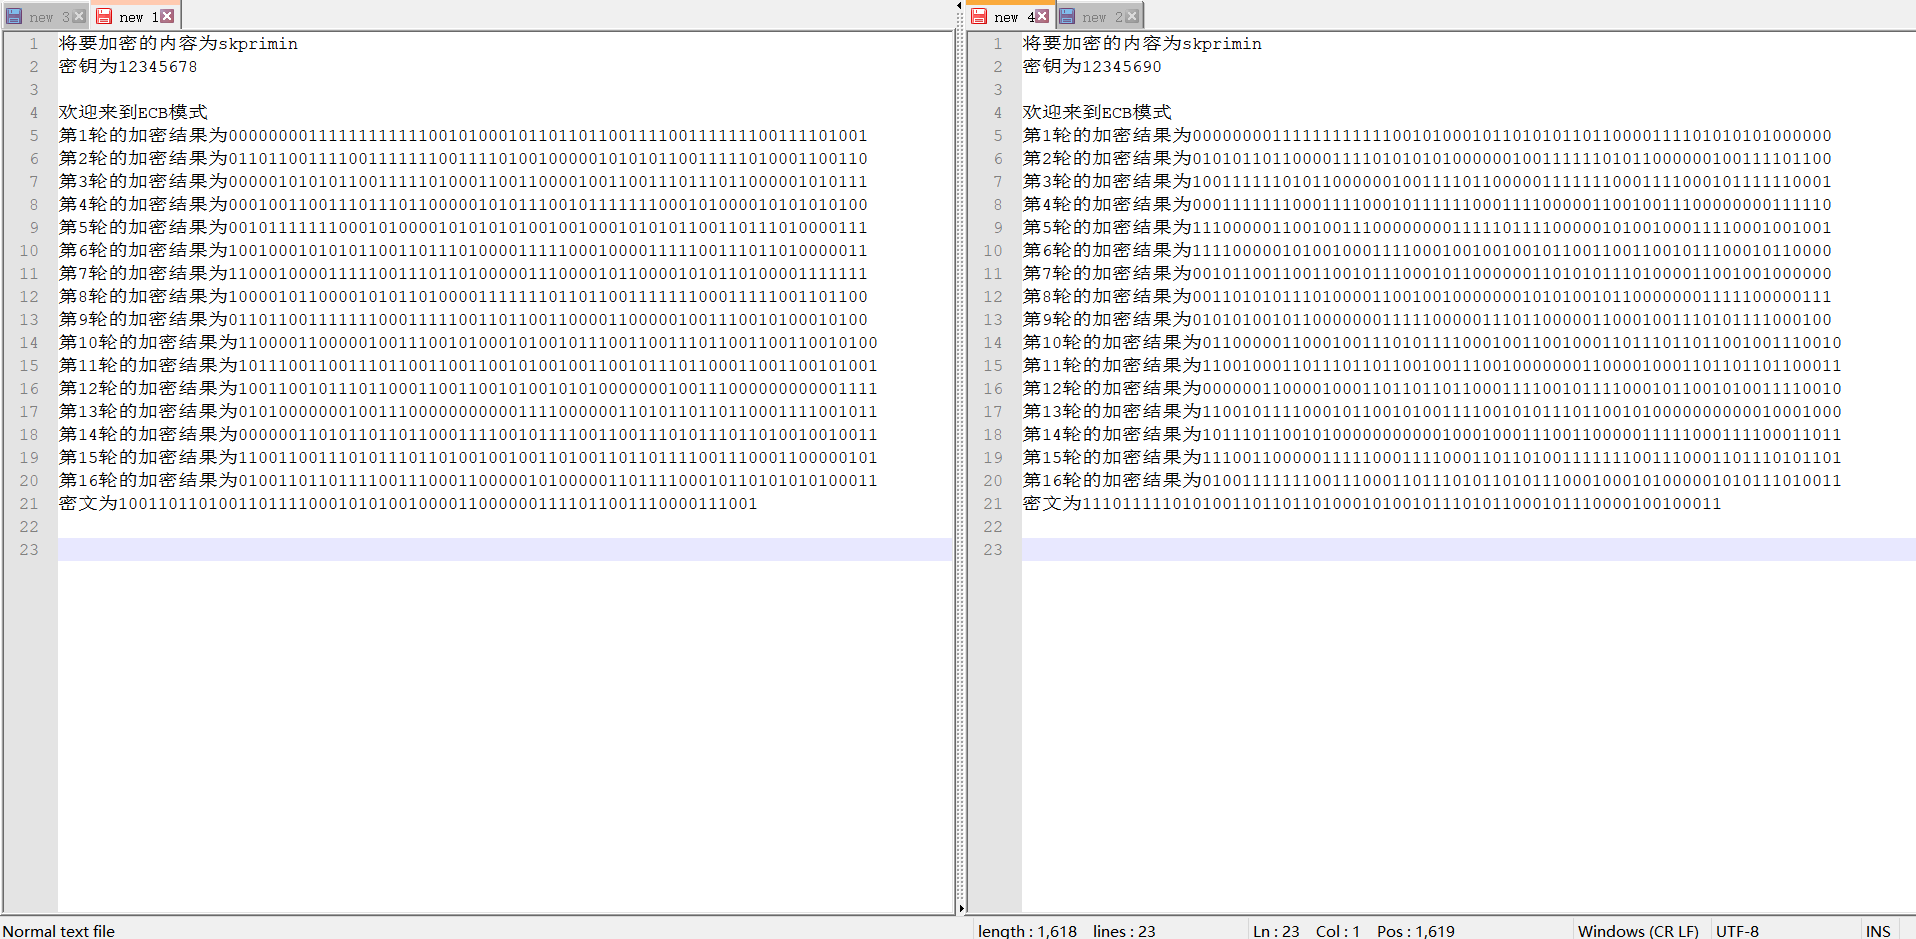 new 3
new 1
将要加密的内容为skprimin
密钥为12345678
欢迎来到ECB模式
第1轮的加密结果为0000000011111111111110010100010110110110011110011111110011110​1001
第2轮的加密结果为0110110011110011111110011110100100000101010110011111010001100110
第3轮的加密结果为0000010101011001111101000110011000010011001110111011000001010111
第4轮的加密结果为0001001100111011101100000101011100101111111000101000010101010100
第5轮的加密结果为0010111111100010100001010101010010010001010101100110111010000111
第6轮的加密结果为1001000101010110011011101000011111000100001111100111011010000011
第7轮的加密结果为1100010000111110011101101000001110000101100001010110100001111111
第8轮的加密结果为1000010110000101011010000111111101101100111111100011111001101100
第9轮的加密结果为0110110011111110001111100110110011000011000001001110010100010100
第10轮的加密结果为1100001100000100111001010001010010111001100111011001100110010100
第11轮的加密结果为1011100110011101100110011001010010011001011101100011001100101001
第12轮的加密结果为1001100101110110001100110010100101010000000100111000000000001111
第13轮的加密结果为0101000000010011100000000000111100000011010110110110001111001011
第14轮的加密结果为0000001101011011011000111100101111001100111010111011010010010011
第15轮的加密结果为1100110011101011101101001001001101001101101111001110001100000101
第16轮的加密结果为0100110110111100111000110000010100000110111100010110101010100011
密文为1001101101001101111000101010010000110000001111011001110000111001
new 4
new 2
将要加密的内容为skprimin
密钥为12345690
欢迎来到ECB模式
第1轮的加密结果为0000000011111111111110010100010110101011011000011110101010100000​0
第2轮的加密结果为0101011011000011110101010100000010011111101011000000100111101100
第3轮的加密结果为1001111110101100000010011110110000011111110001111000101111110001
第4轮的加密结果为0001111111000111100010111111000111100000110010011100000000111110
第5轮的加密结果为1110000011001001110000000011111011110000010100100011110001001001
第6轮的加密结果为1111000001010010001111000100100100101100110011001011100010110000
第7轮的加密结果为0010110011001100101110001011000000110101011101000011001001000000
第8轮的加密结果为0011010101110100001100100100000001010100101100000001111100000111
第9轮的加密结果为0101010010110000000111110000011101100000110001001110101111000100
第10轮的加密结果为0110000011000100111010111100010011001000110111011011001001110010
第11轮的加密结果为1100100011011101101100100111001000000011000010001101101101100011
第12轮的加密结果为0000001100001000110110110110001111001011110001011001010011110010
第13轮的加密结果为1100101111000101100101001111001010111011001010000000000010001000
第14轮的加密结果为1011101100101000000000001000100011100110000011111000111100011011
第15轮的加密结果为1110011000001111100011110001101101001111111001110001101110101101
第16轮的加密结果为0100111111100111000110111010110101110001000101000001010111010011
密文为1110111110101001101101101000101001011101011000101110000100100011
Normal text file
length : 1,618 lines : 23
Ln : 23 Col : 1 Pos : 1,619
Windows (CR LF)
UTF-8
INS